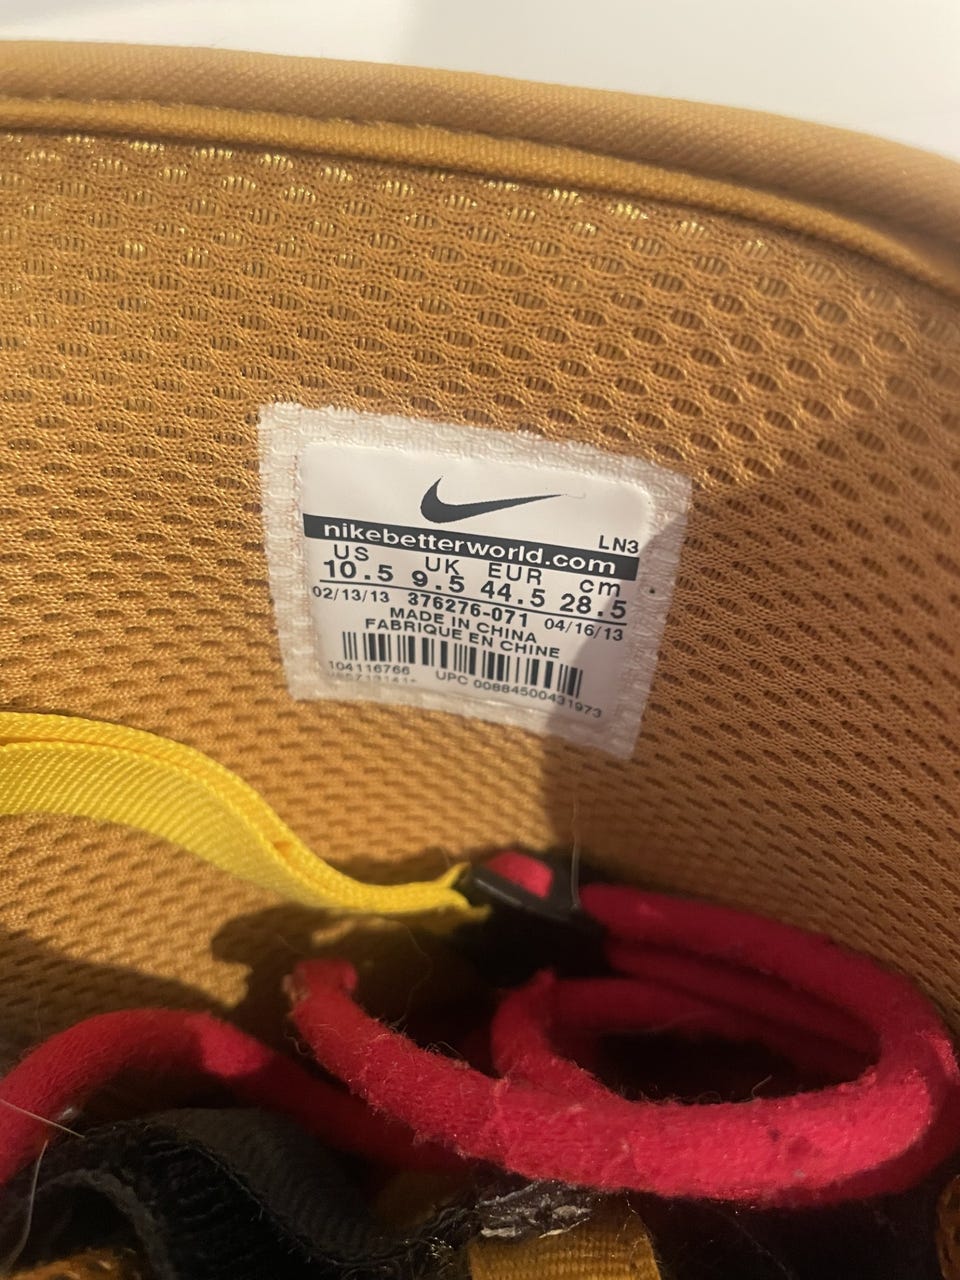 LN3
nikebetterworld.com
US UK EUR cm
10.5 9.5 44.5 28.5
02/13/13 376276-071 04/16/13
MADE IN CHINA
FABRIQUE EN CHINE
104116766 UPC 00884500431973